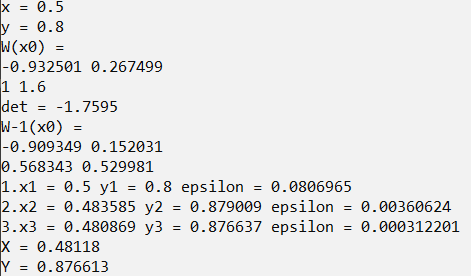 x = 0.5
y = 0.8
W(x0) =
-0.932501 0.267499
1 1.6
det = -1.7595
W-1(x0) =
-0.909349 0.152031
0.568343 0.529981
1.x1 = 0.5 y1 = 0.8 epsilon = 0.0806965
2.x2 = 0.483585 y2 = 0.879009 epsilon = 0.00360624
3.x3 = 0.480869 y3 = 0.876637 epsilon = 0.000312201
X = 0.48118
Y = 0.876613